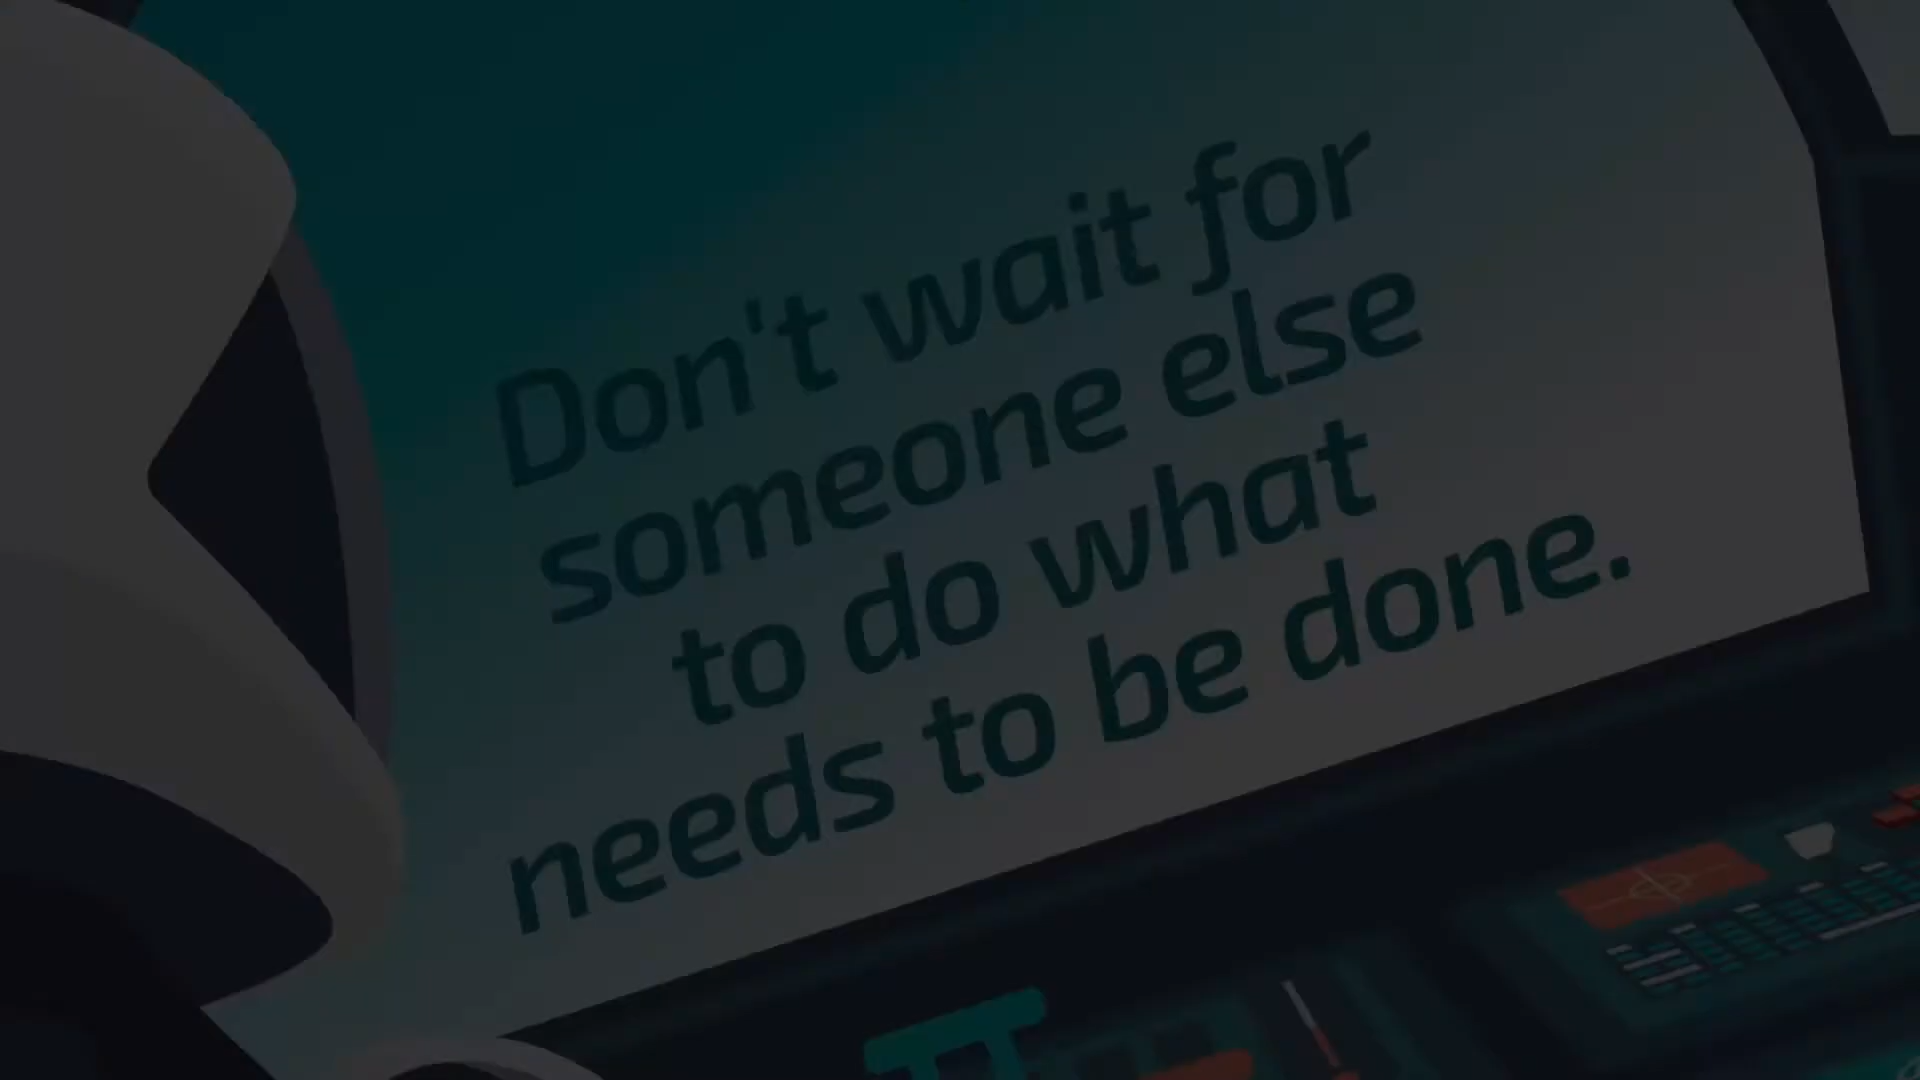 Don't wait for
someone else
to do what
needs to be done.